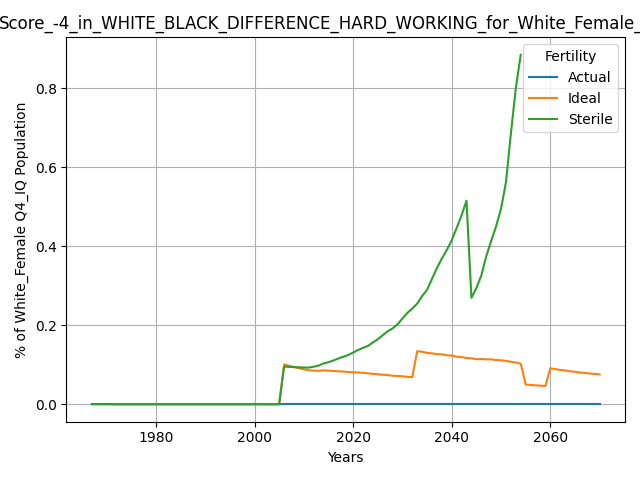 Score_-4_in_WHITE_BLACK_DIFFERENCE_HARD_WORKING_for_White_Female_
% of White_Female Q4_IQ Population
0.8
0.6
0.4
0.2
0.0
Fertility
Actual
Ideal
Sterile
1980
2000
2020
2040
2060
Years